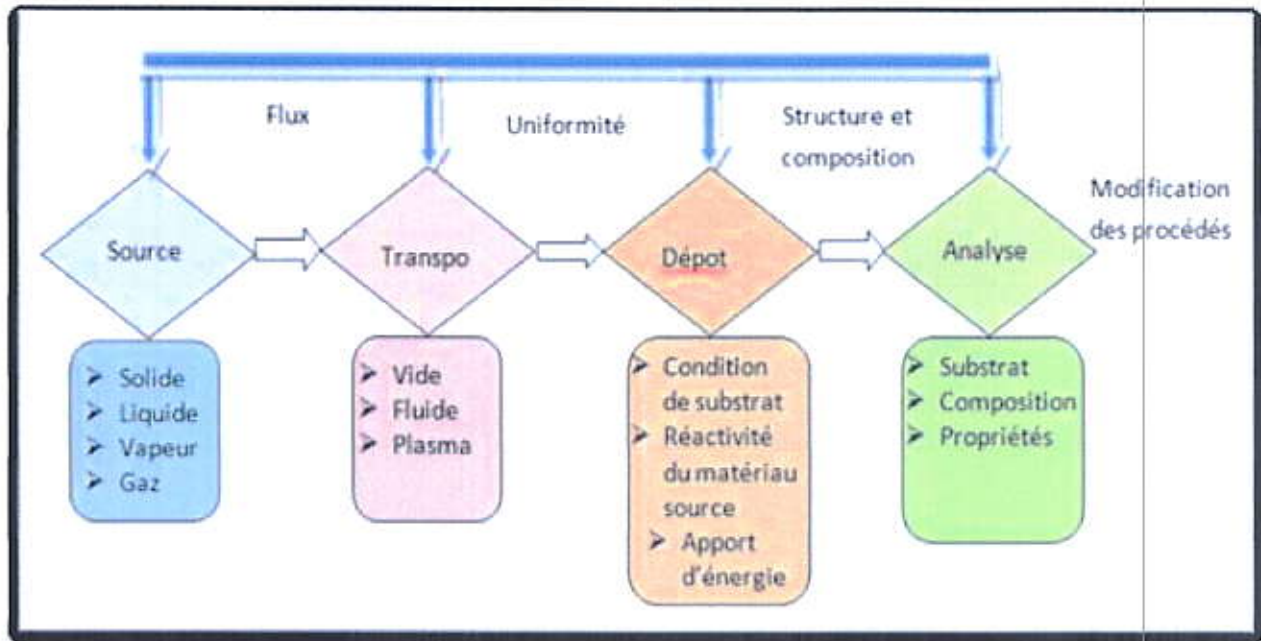 Flux
Uniformité
Structure et
composition
Modification
des procédés
Source
Transpo
Dépot
Analyse
➢ Solide
➢ Liquide
➢ Vapeur
➢ Gaz
➢ Vide
➢ Fluide
➢ Plasma
➢ Condition
de substrat
➢ Réactivité
du matériau
source
➢ Apport
d'énergie
➢ Substrat
➢ Composition
➢ Propriétés